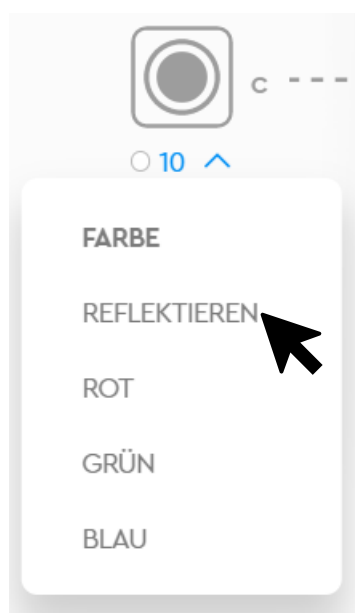 C ---
10
FARBE
REFLEKTIEREN
ROT
GRÜN
BLAU